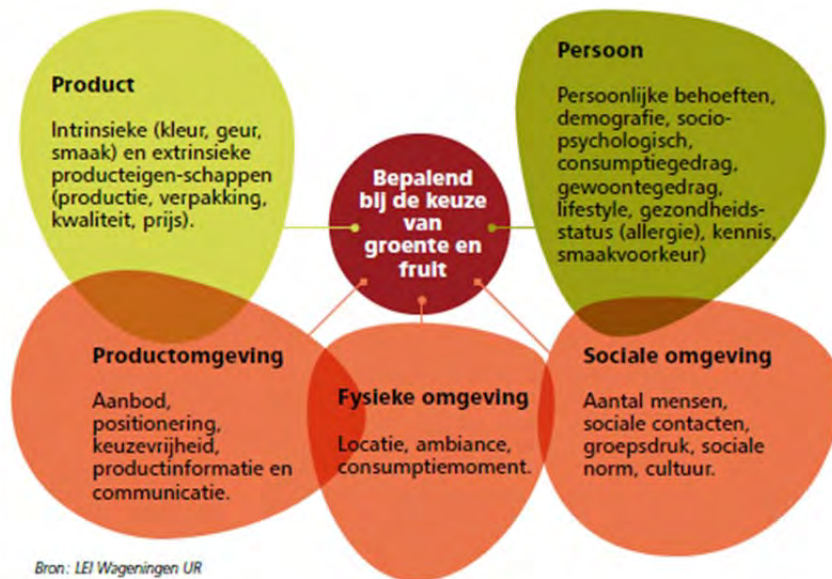 Product
Intrinsieke (kleur, geur,
smaak) en extrinsieke
producteigen-schappen
(productie, verpakking,
kwaliteit, prijs).
Persoon
Persoonlijke behoeften,
demografie, socio-
psychologisch,
consumptiegedrag,
gewoontegedrag,
lifestyle, gezondheids-
status (allergie), kennis,
smaakvoorkeur)
Bepalend
bij de keuze
van
groente en
fruit
Productomgeving
Aanbod,
positionering,
keuzevrijheid,
productinformatie en
communicatie.
Fysieke omgeving
Locatie, ambiance,
consumptiemoment.
Sociale omgeving
Aantal mensen,
sociale contacten,
groepsdruk, sociale
norm, cultuur.
Bron: LEI Wageningen UR